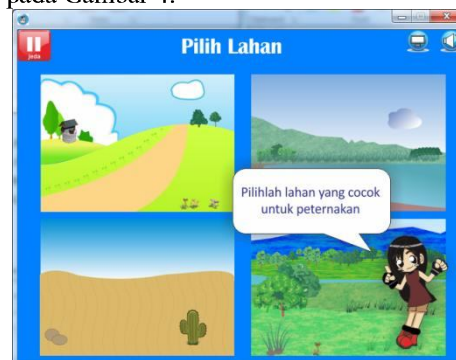 pada Gambar 4.
Pilih Lahan
jeda
Pilihlah lahan yang cocok
untuk peternakan